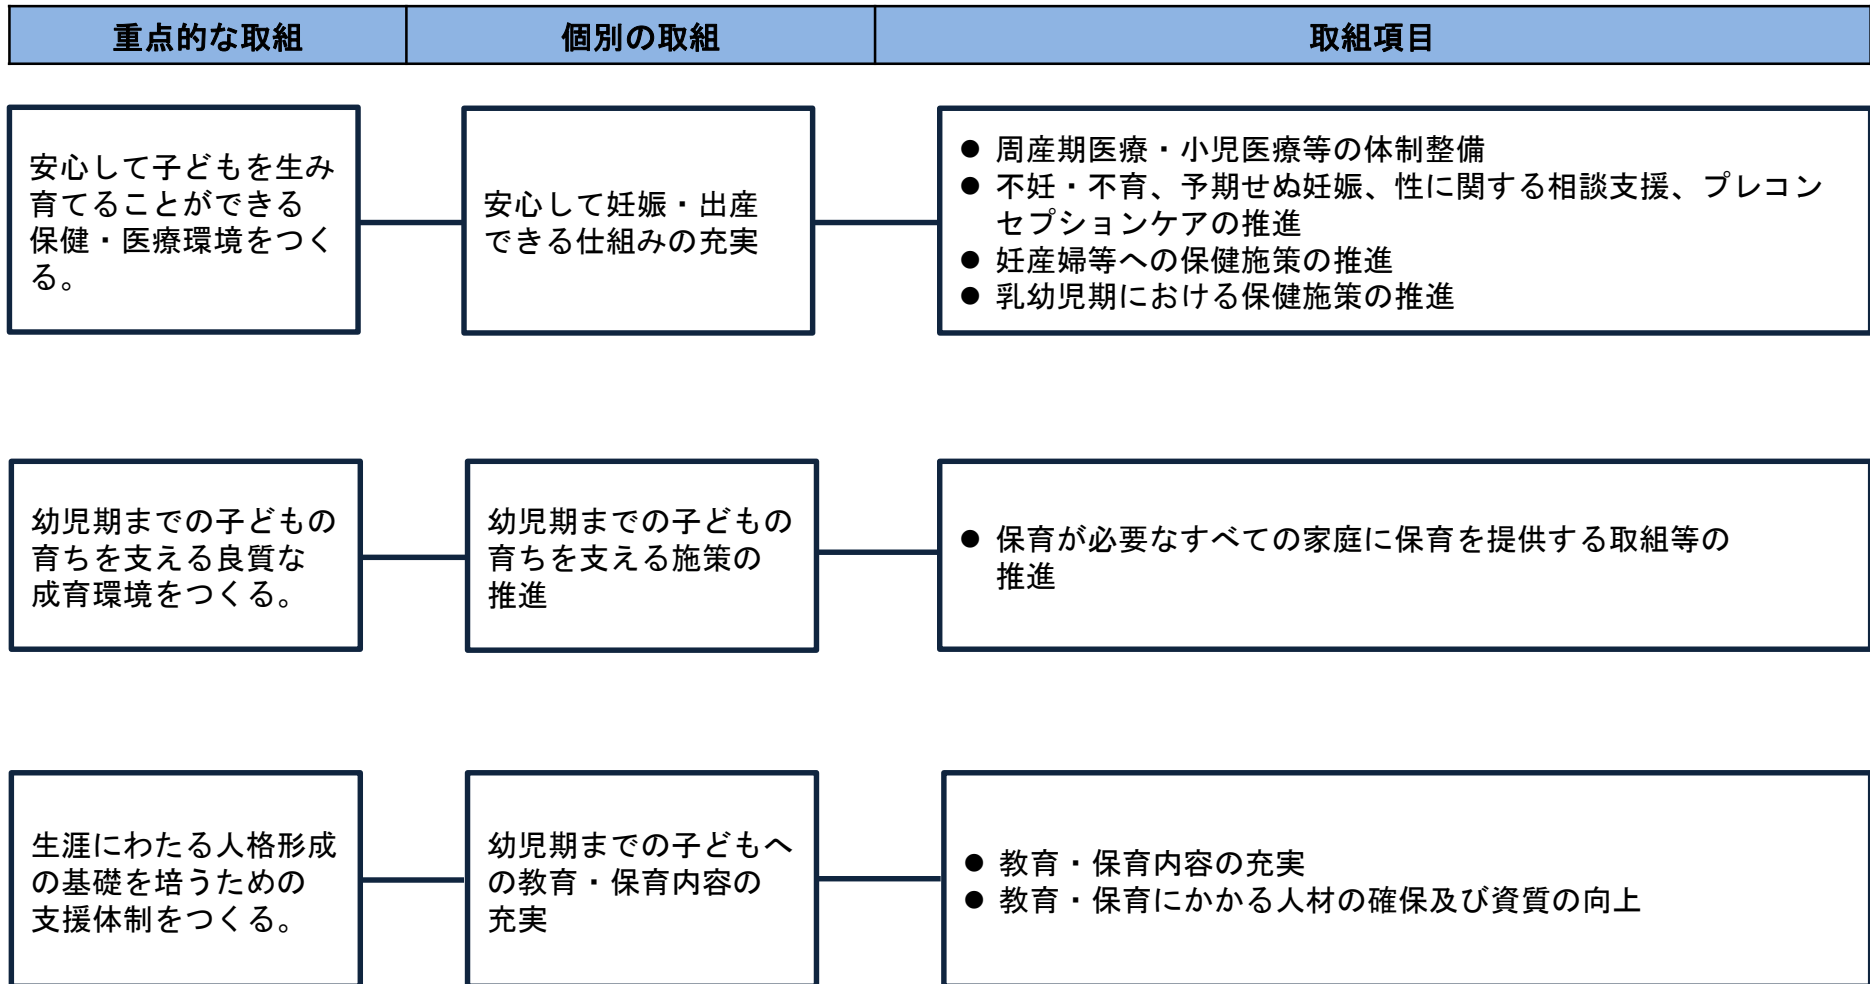 重点的な取組
個別の取組
取組項目
安心して子どもを生み
育てることができる
保健・医療環境をつく
る。
安心して妊娠・出産
できる仕組みの充実
● 周産期医療・小児医療等の体制整備
● 不妊・不育、予期せぬ妊娠、性に関する相談支援、プレコン
セプションケアの推進
● 妊産婦等への保健施策の推進
● 乳幼児期における保健施策の推進
幼児期までの子どもの
育ちを支える良質な
成育環境をつくる。
幼児期までの子どもの
育ちを支える施策の
推進
● 保育が必要なすべての家庭に保育を提供する取組等の
推進
生涯にわたる人格形成
の基礎を培うための
支援体制をつくる。
幼児期までの子どもへ
の教育・保育内容の
充実
● 教育・保育内容の充実
● 教育・保育にかかる人材の確保及び資質の向上